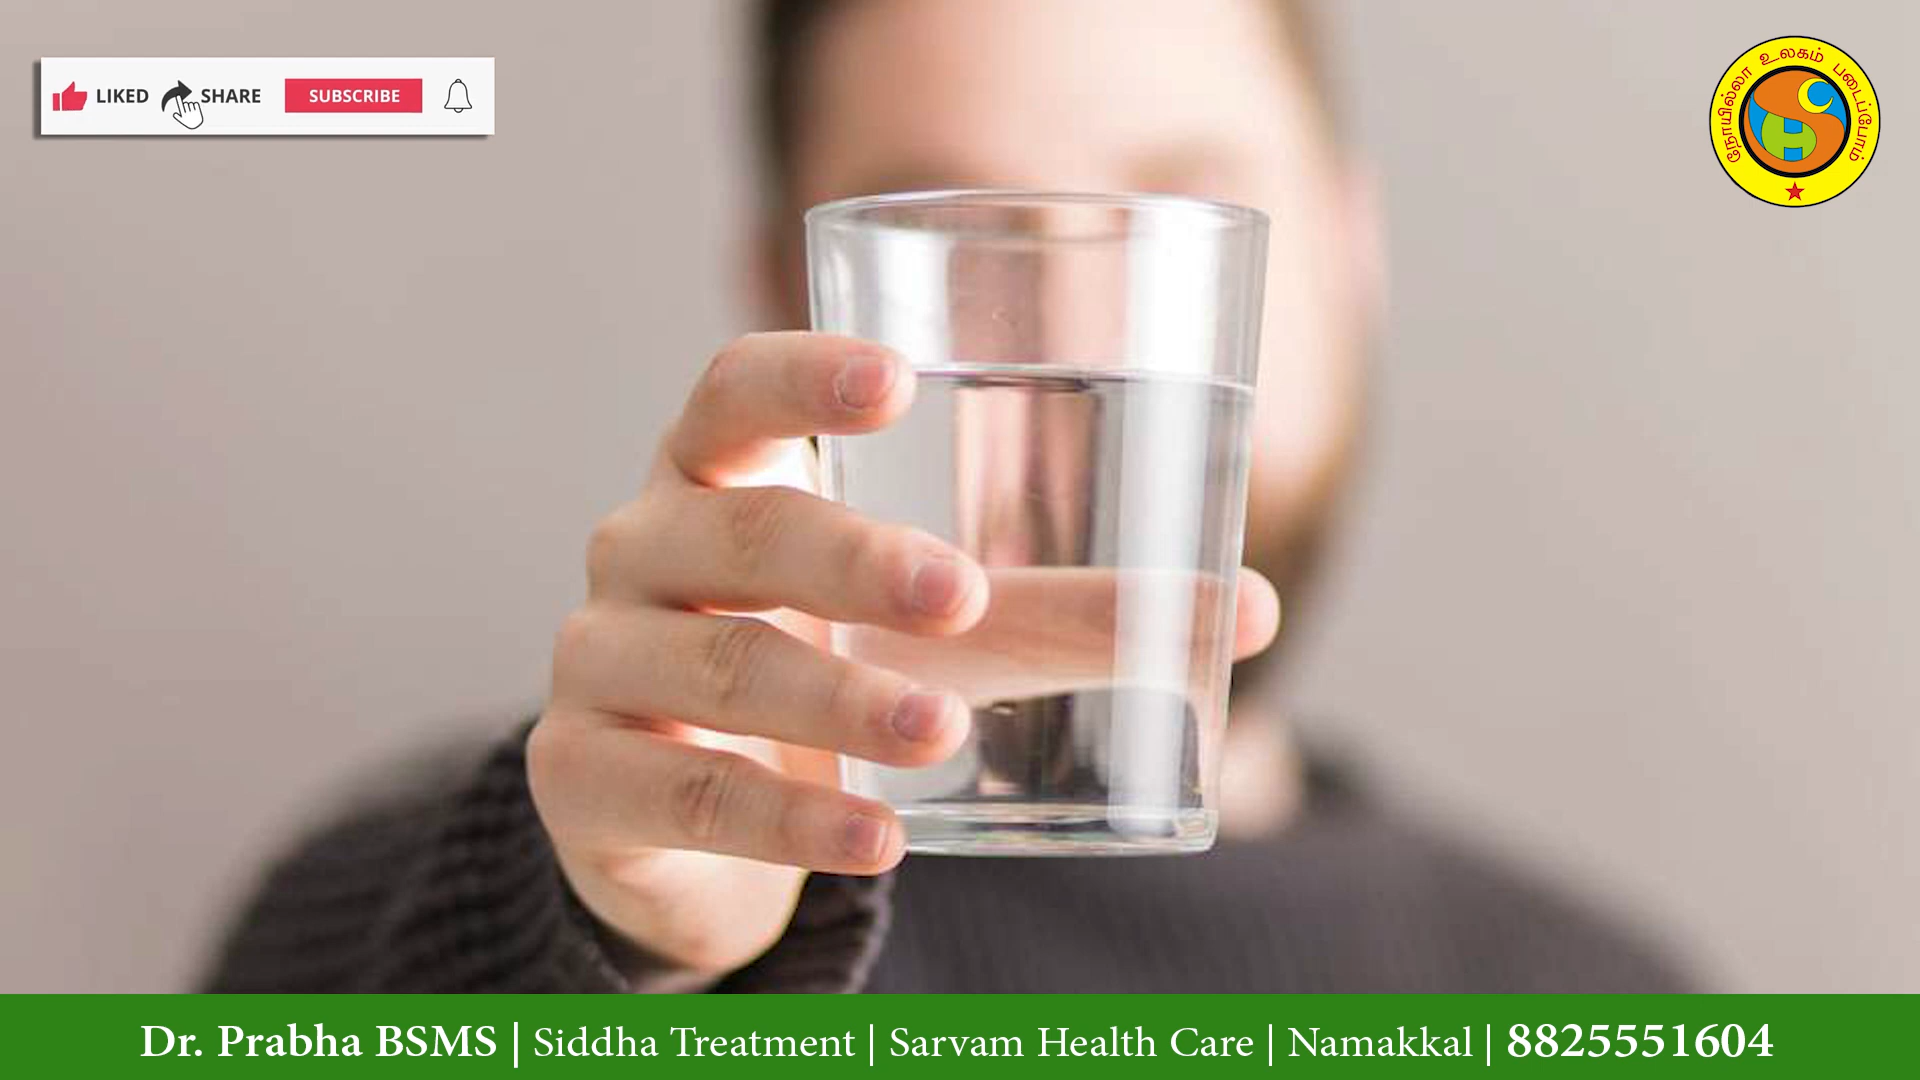 LIKED SHARE SUBSCRIBE
நோயில்லா உலகம் படைப்போம்
Dr. Prabha BSMS | Siddha Treatment | Sarvam Health Care | Namakkal | 8825551604